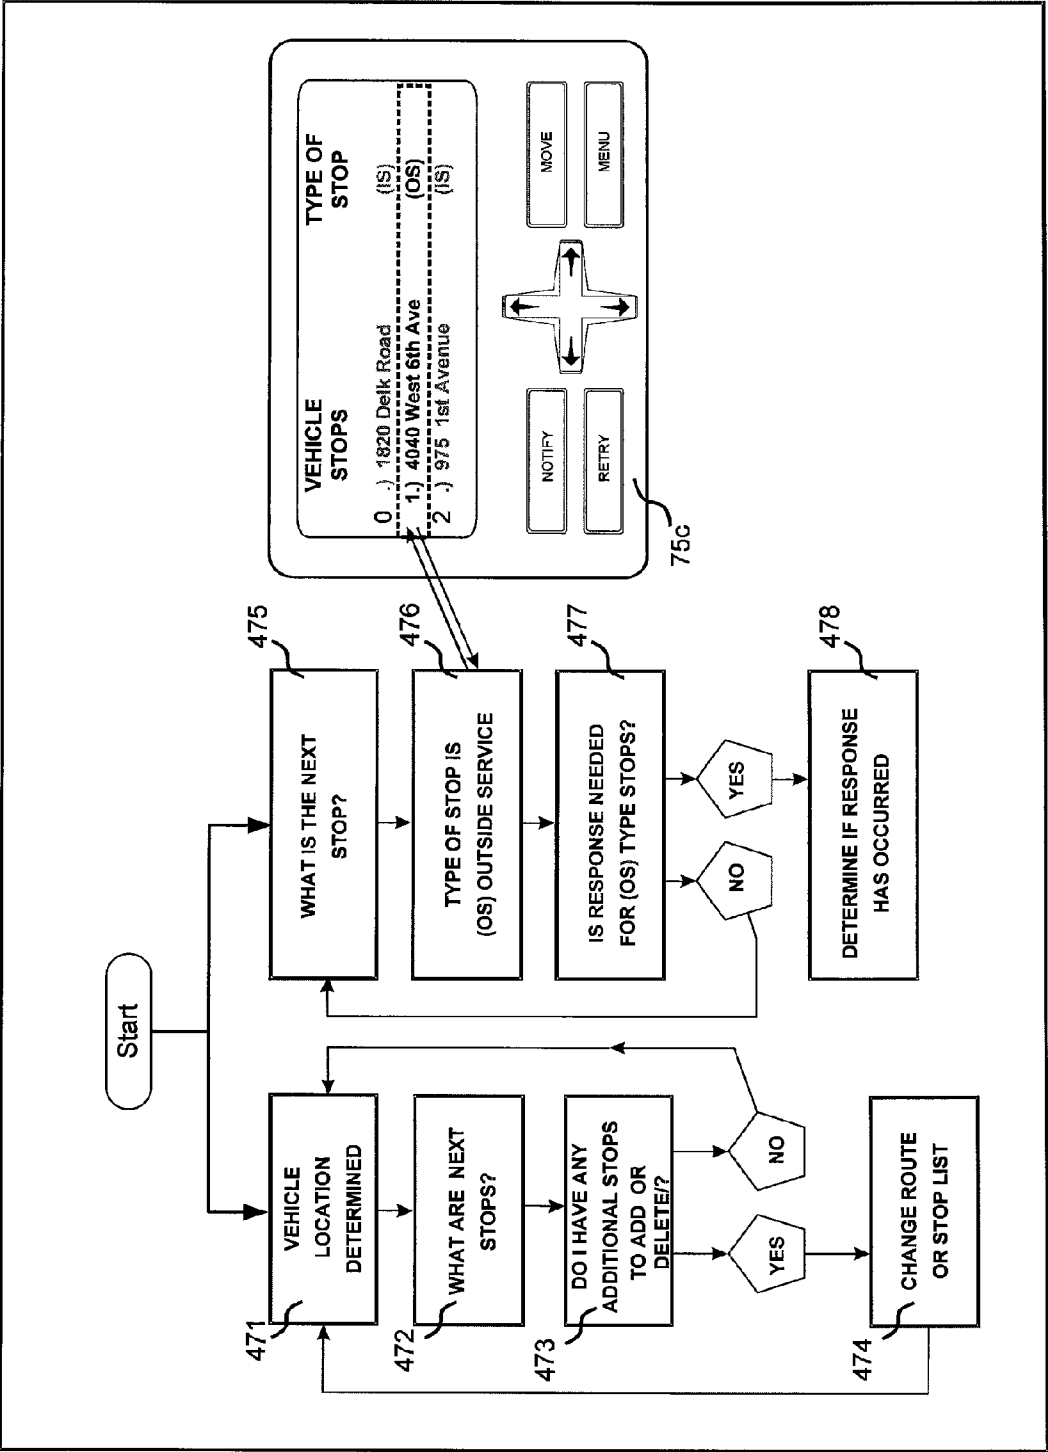 Start
471
VEHICLE
LOCATION
DETERMINED
472
WHAT ARE NEXT
STOPS?
473
DO I HAVE ANY
ADDITIONAL STOPS
TO ADD OR
DELETE/?
YES
NO
474
CHANGE ROUTE
OR STOP LIST
475
WHAT IS THE NEXT
STOP?
476
TYPE OF STOP IS
(OS) OUTSIDE SERVICE
477
IS RESPONSE NEEDED
FOR (OS) TYPE STOPS?
NO
YES
478
DETERMINE IF RESPONSE
HAS OCCURRED
VEHICLE
STOPS
TYPE OF
STOP
0 .) 1820 Delk Road (IS)
1.) 4040 West 6th Ave (OS)
2 .) 975 1st Avenue (IS)
NOTIFY
RETRY
MOVE
MENU
75c